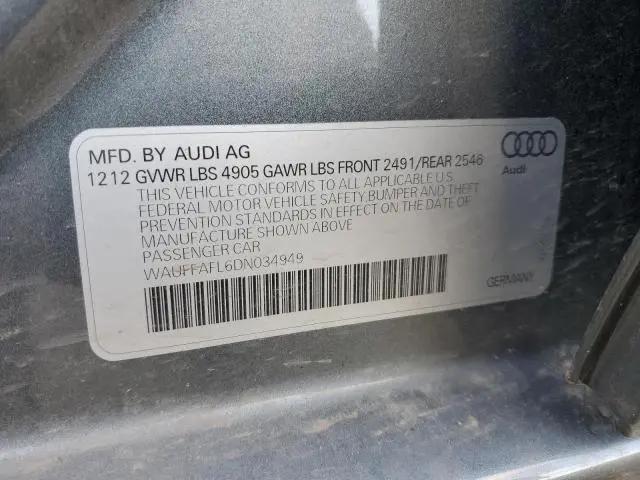 MFD. BY AUDI AG
1212 GVWR LBS 4905 GAWR LBS FRONT 2491/REAR 2546
THIS VEHICLE CONFORMS TO ALL APPLICABLE U.S.
FEDERAL MOTOR VEHICLE SAFETY,BUMPER AND THEFT
PREVENTION STANDARDS IN EFFECT ON THE DATE OF
MANUFACTURE SHOWN ABOVE
PASSENGER CAR
WAUFFAFL6DN034949
Audi
GERMANY